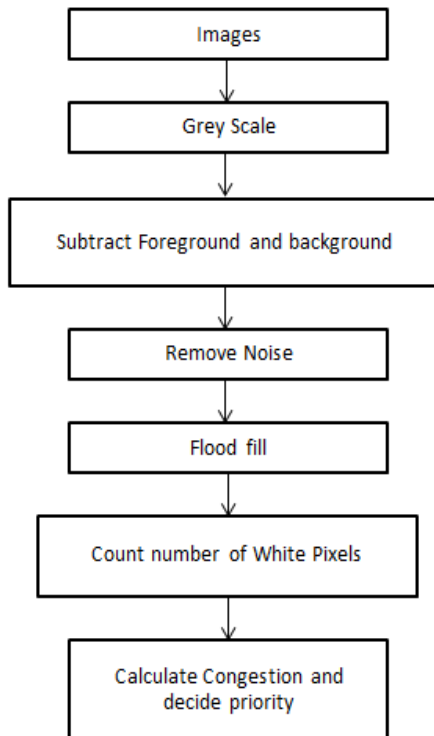 Images
Grey Scale
Subtract Foreground and background
Remove Noise
Flood fill
Count number of White Pixels
Calculate Congestion and
decide priority